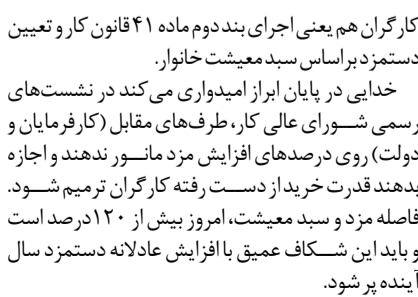 کارگران هم یعنی اجرای بند دوم ماده ۴۱ قانون کار و تعیین
دستمزد براساس سبد معیشت خانوار.
خدایی در پایان ابراز امیدواری می‌کند در نشست‌های
رسمی شورای عالی کار، طرف‌های مقابل (کارفرمایان و
دولت) روی درصدهای افزایش مزد مانور ندهند و اجازه
بدهند قدرت خرید از دست رفته کارگران ترمیم شود.
فاصله مزد و سبد معیشت، امروز بیش از ۱۲۰درصد است
و باید این شکاف عمیق با افزایش عادلانه دستمزد سال
آینده پر شود.